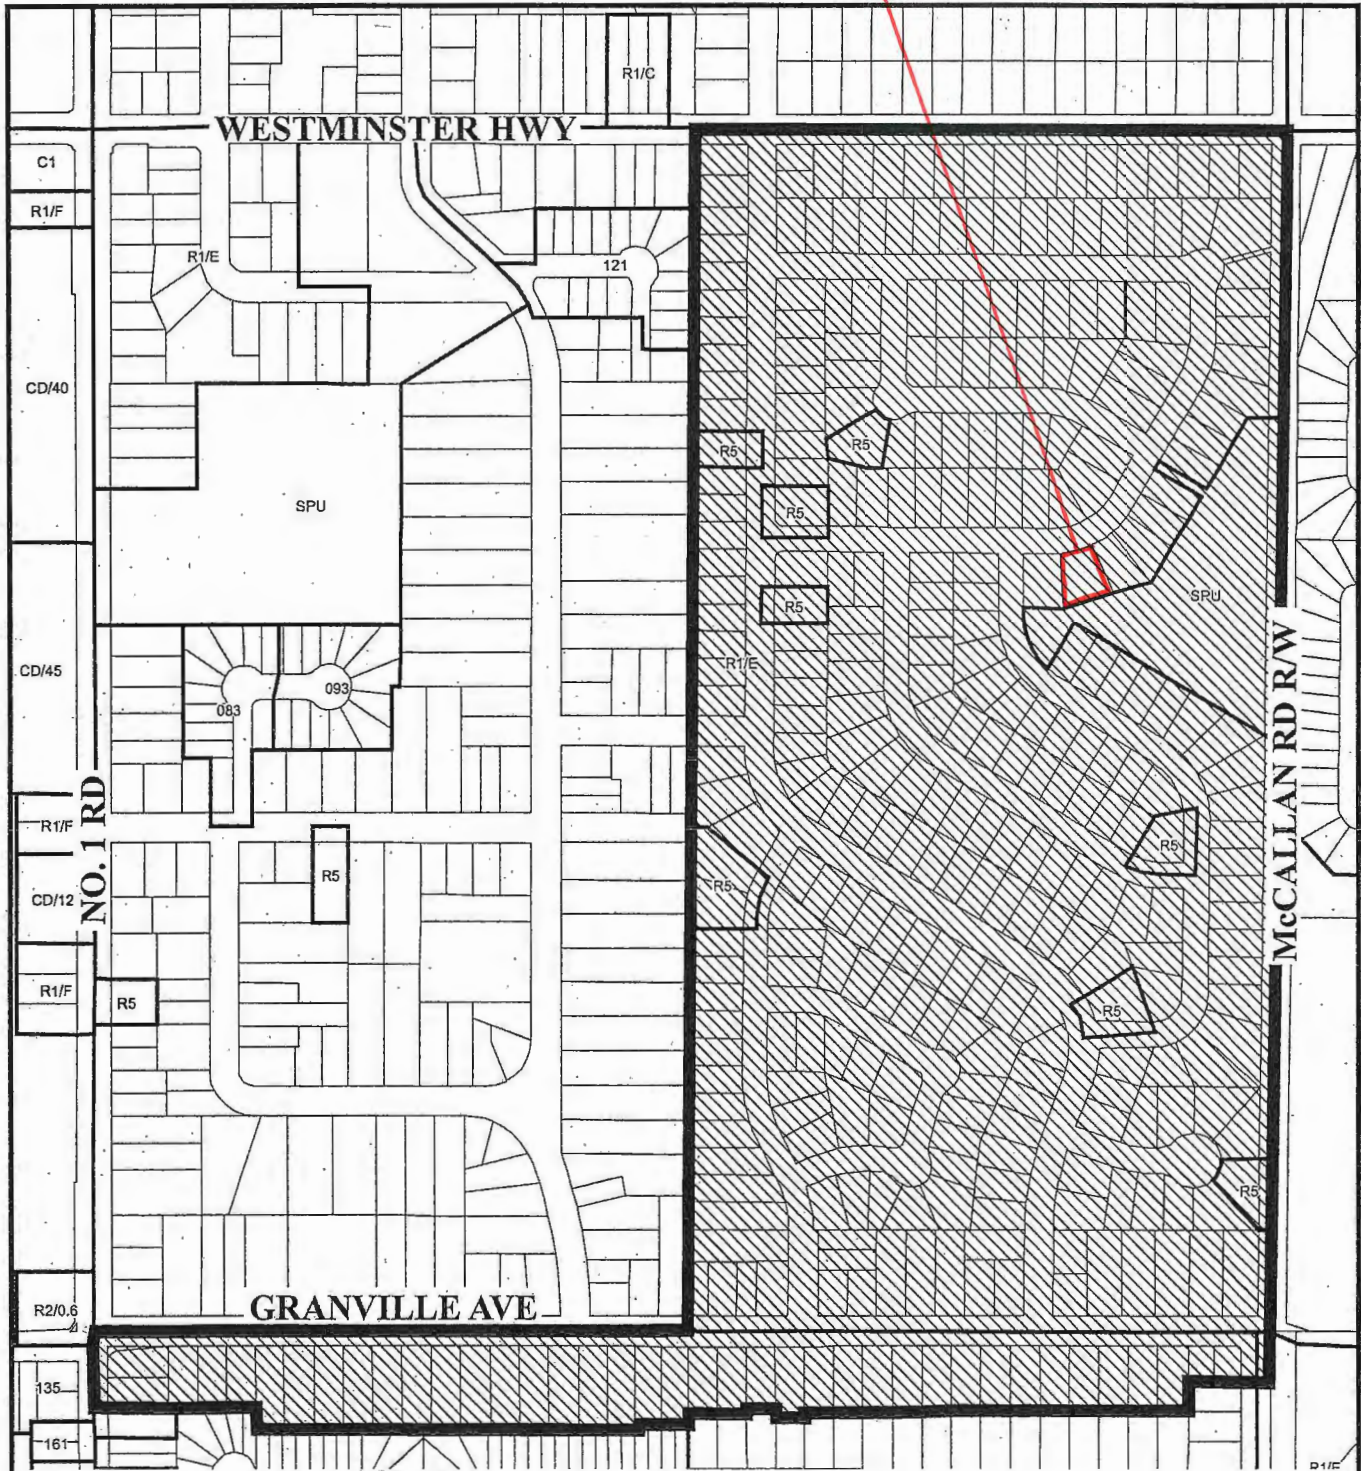 R1/C
WESTMINSTER HWY
C1
R1/F
R1/E
121
CD/40
R5
R5
SPU
R5
R5
SPU
CD/45
R1/E
093
083
NO. 1 RD
McCALLAN RD R/W
R1/F
R5
R5
R5
CD/12
R1/F
R5
R5
R5
GRANVILLE AVE
R2/0.6
135
161
R1/E